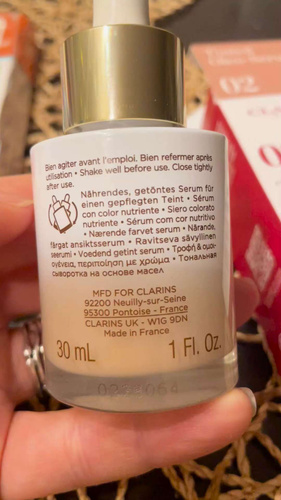 Bien agiter avant l'emploi. Bien refermer après
utilisation • Shake well before use. Close tightly
after use.
Nährendes, getöntes Serum für
einen gepflegten Teint • Sérum
con color nutriente • Siero colorato
nutriente • Sérum com cor nutritivo
• Nærende farvet serum • Närande,
färgat ansiktsserum • Ravitseva sävyllinen
seerumi • Voedend getint serum • Τροφή & ομοι-
ογένεια, περιποίηση με χρώμα • Тональная
сыворотка на основе масел
MFD FOR CLARINS
92200 Neuilly-sur-Seine
95300 Pontoise - France
CLARINS UK - W1G 9DN
Made in France
30 mL 1 Fl. Oz.
02